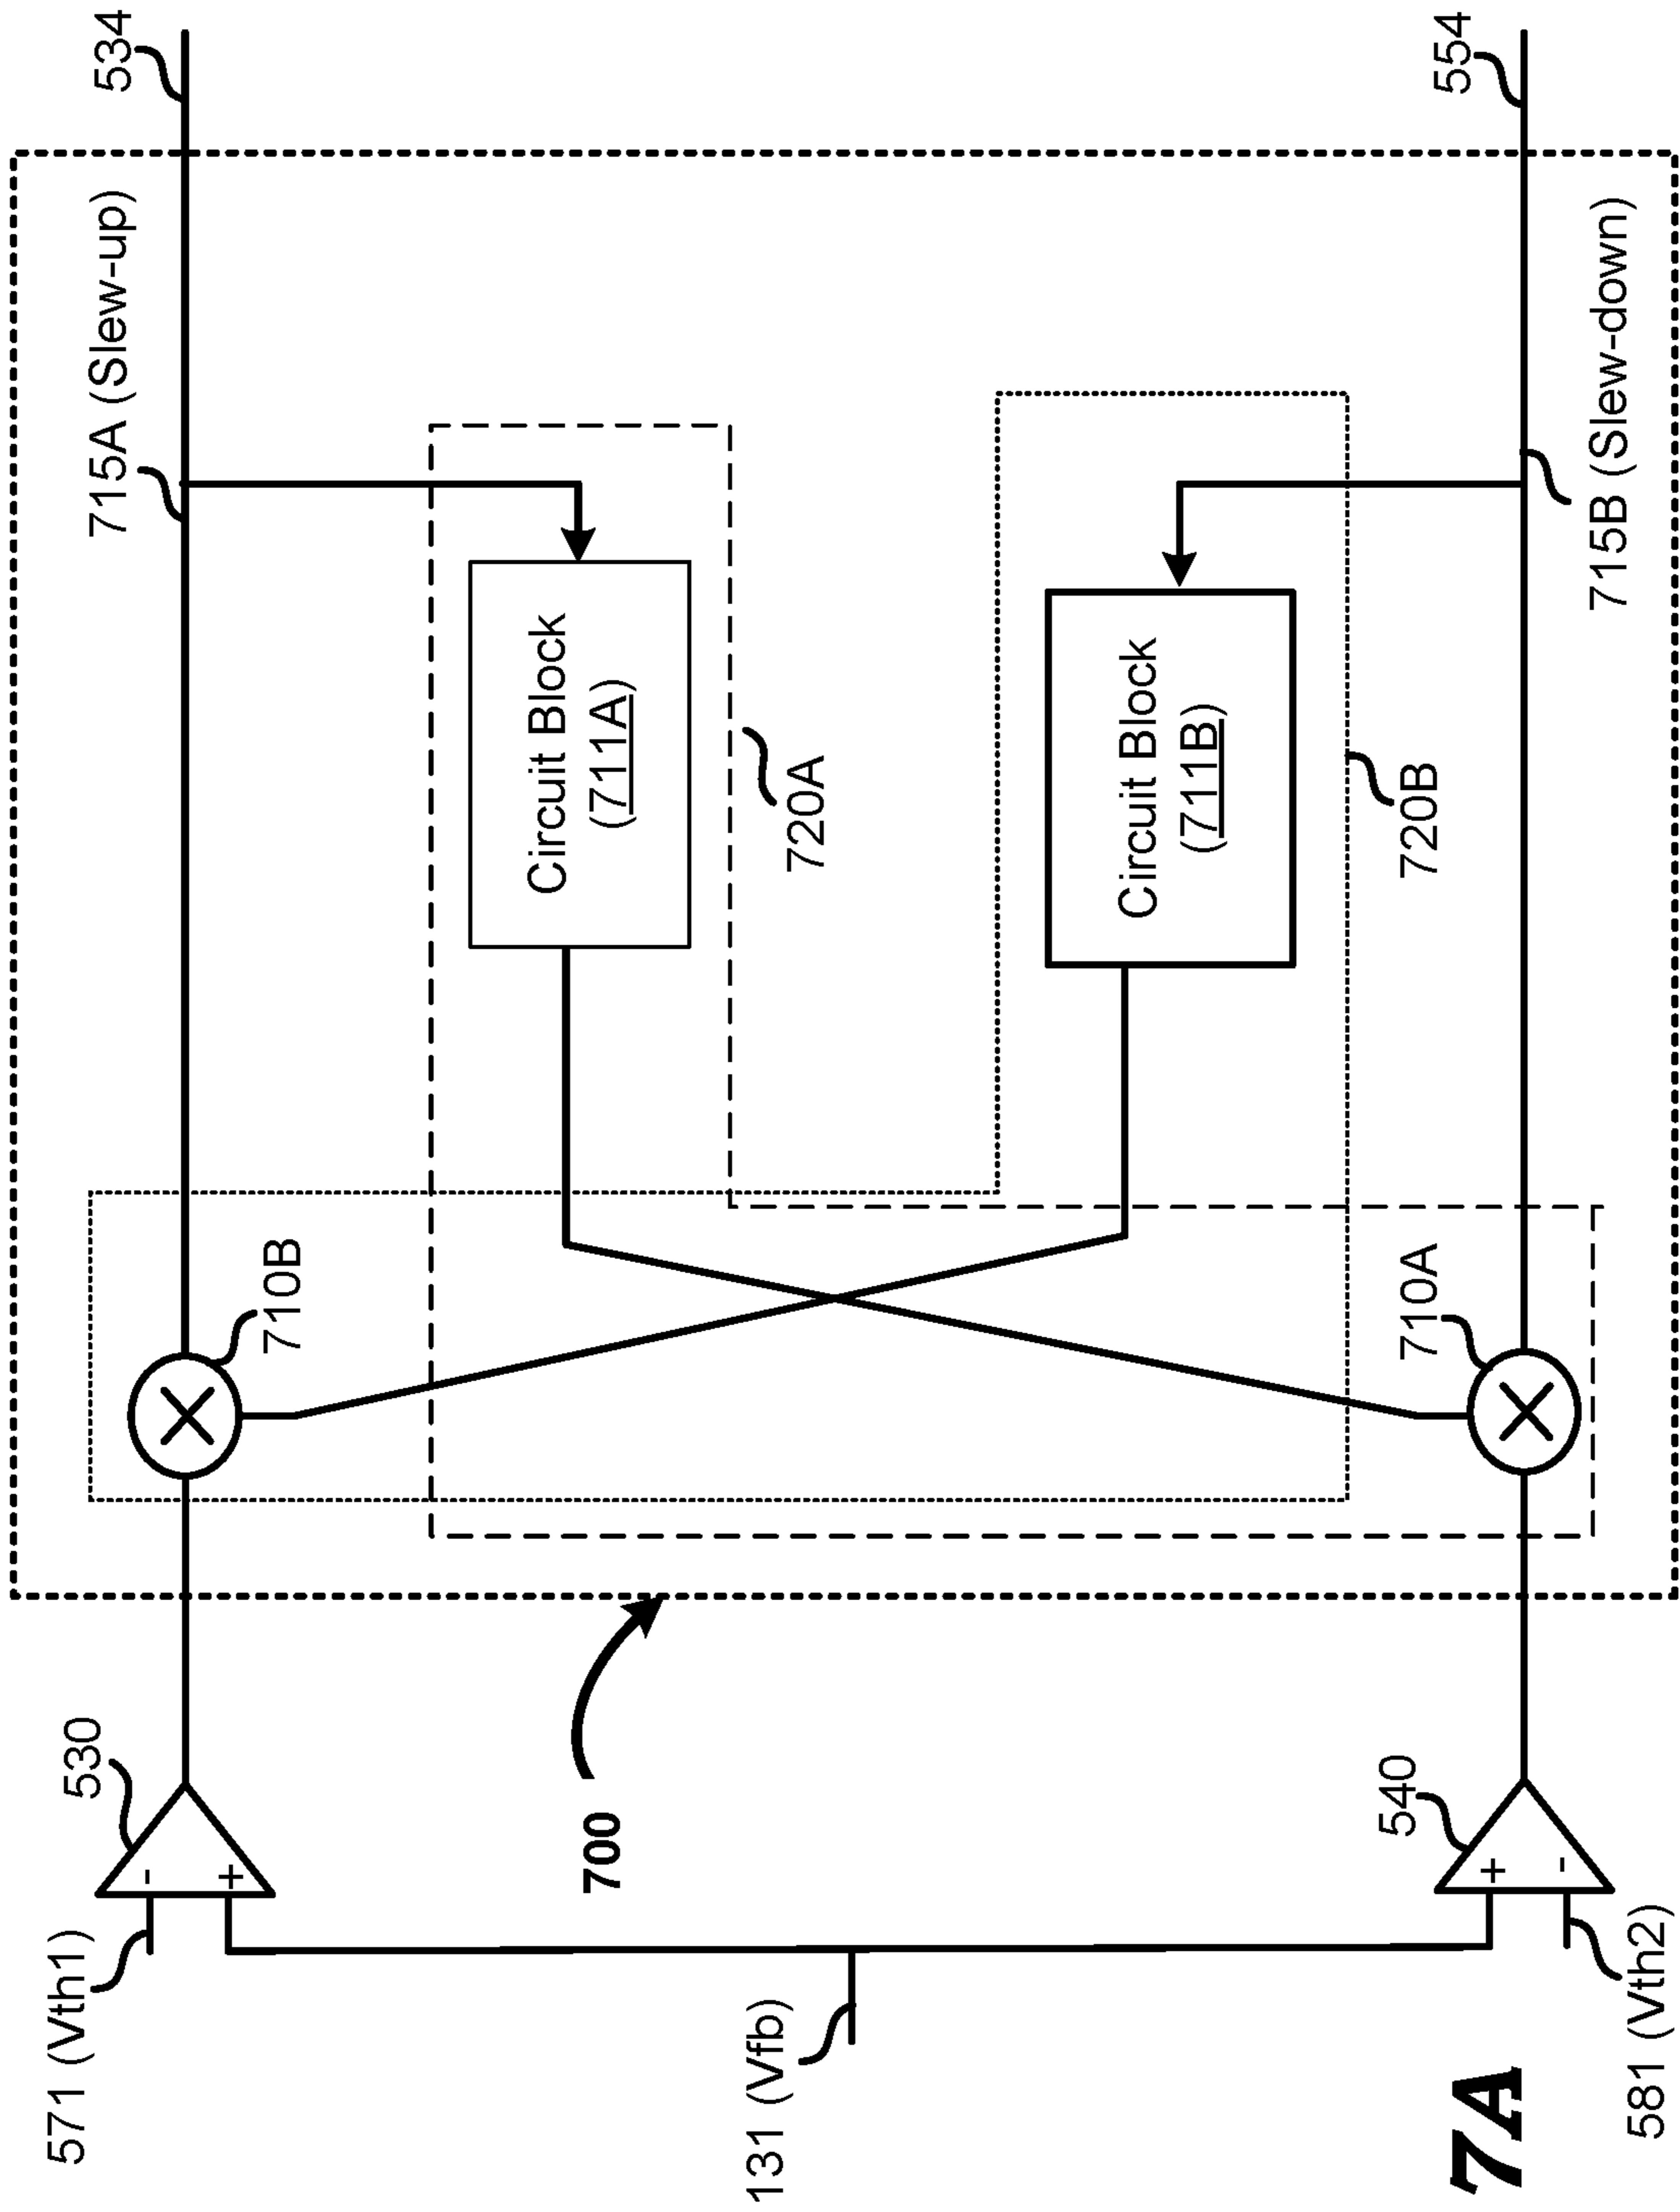 571 (Vth1)
530
-
+
710B
715A (Slew-up)
534
700
Circuit Block
(711A)
720A
131 (Vfb)
Circuit Block
(711B)
720B
540
+
-
710A
554
581 (Vth2)
715B (Slew-down)
7A